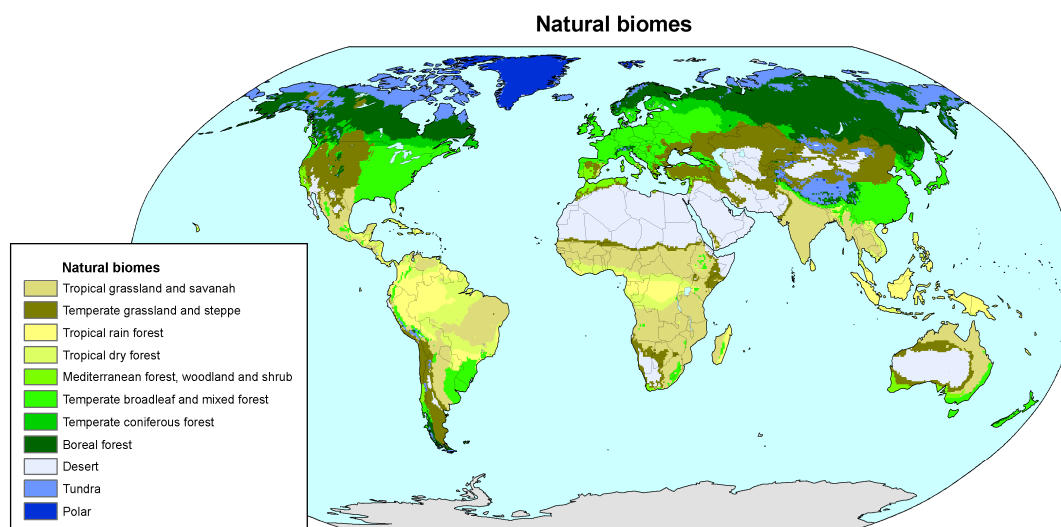 Natural biomes
Natural biomes
Tropical grassland and savanah
Temperate grassland and steppe
Tropical rain forest
Tropical dry forest
Mediterranean forest, woodland and shrub
Temperate broadleaf and mixed forest
Temperate coniferous forest
Boreal forest
Desert
Tundra
Polar